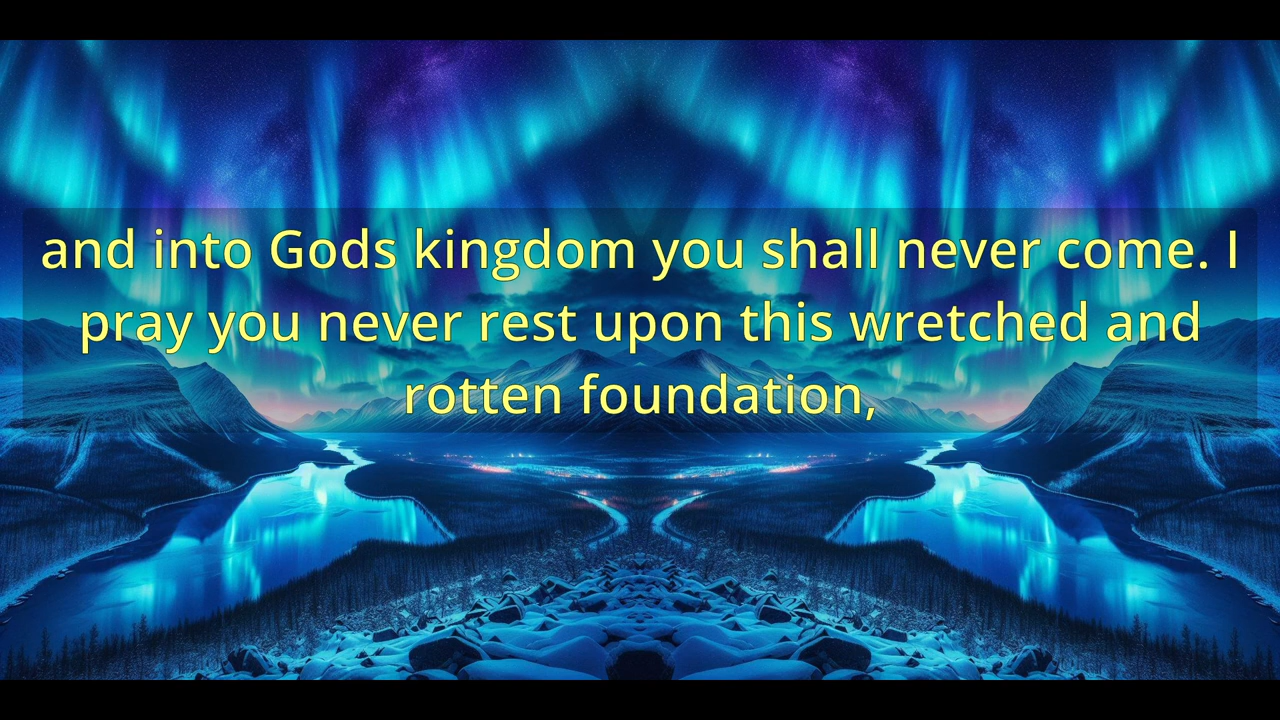 and into Gods kingdom you shall never come. I
pray you never rest upon this wretched and
rotten foundation,